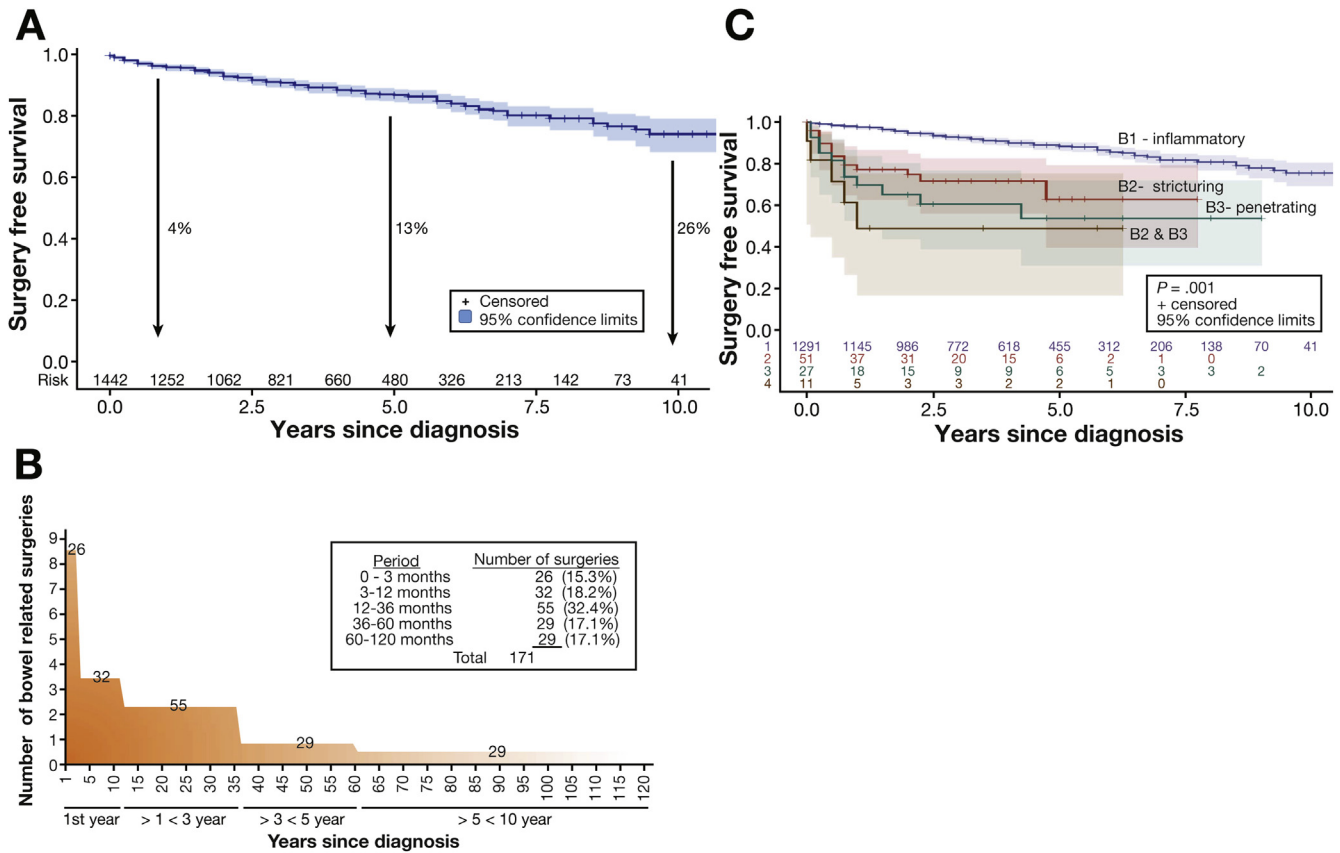 A
Surgery free survival
1.0
0.8
0.6
0.4
0.2
0.0
4%
13%
26%
+ Censored
95% confidence limits
Risk 1442 1252 1062 821 660 480 326 213 142 73 41
0.0 2.5 5.0 7.5 10.0
Years since diagnosis
C
Surgery free survival
1.0
0.8
0.6
0.4
0.2
0.0
B1 - inflammatory
B2- stricturing
B3- penetrating
B2 & B3
P = .001
+ censored
95% confidence limits
1 1291 1145 986 772 618 455 312 206 138 70 41
2 51 37 31 20 15 6 2 1 0
3 27 18 15 9 9 6 5 3 3 2
4 11 5 3 3 2 2 1 0
0.0 2.5 5.0 7.5 10.0
Years since diagnosis
B
Number of bowel related surgeries
9
8
7
6
5
4
3
2
1
0
26
32
55
29
29
Period Number of surgeries
0 - 3 months 26 (15.3%)
3-12 months 32 (18.2%)
12-36 months 55 (32.4%)
36-60 months 29 (17.1%)
60-120 months 29 (17.1%)
Total 171
1 5 10 15 20 25 30 35 40 45 50 55 60 65 70 75 80 85 90 95 100 105 110 115 120
1st year > 1 < 3 year > 3 < 5 year > 5 < 10 year
Years since diagnosis